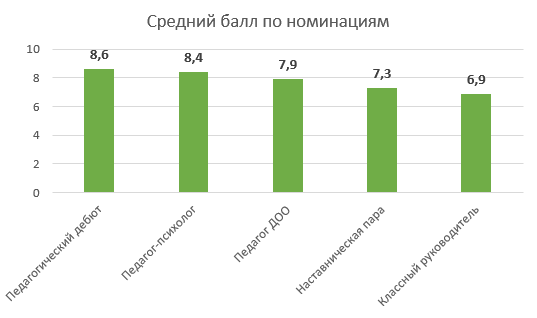 Средний балл по номинациям
10
8
6
4
2
0
8,6
8,4
7,9
7,3
6,9
Педагогический дебют
Педагог-психолог
Педагог ДОО
Наставническая пара
Классный руководитель